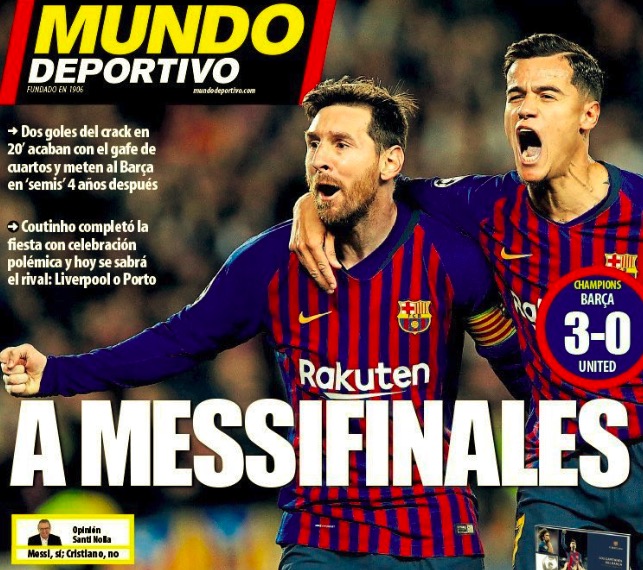 MUNDO
DEPORTIVO
FUNDADO EN 1906 mundodeportivo.com
→ Dos goles del crack en
20' acaban con el gafe de
cuartos y meten al Barça
en 'semis' 4 años después
→ Coutinho completó la
fiesta con celebración
polémica y hoy se sabrá
el rival: Liverpool o Porto
CHAMPIONS
BARÇA
3-0
UNITED
FCB
Rakuten
Ra
A MESSIFINALES
Opinión
Santi Nolla
Messi, sí; Cristiano, no